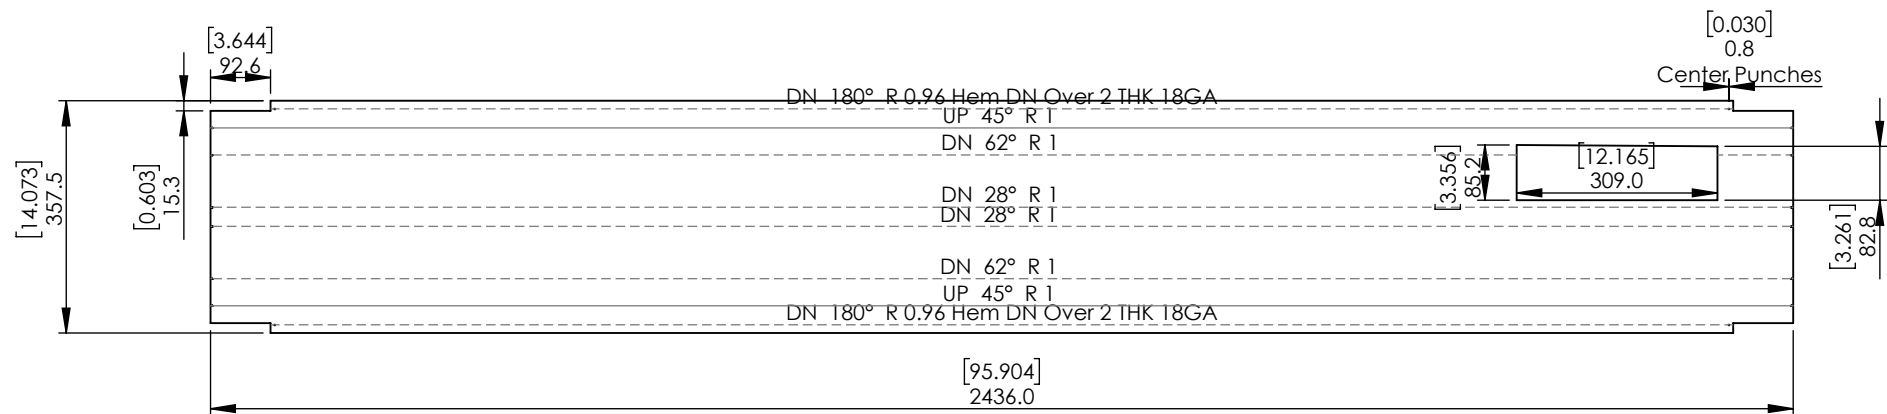 [3.644]
92.6
[0.030]
0.8
Center Punches
DN 180° R 0.96 Hem DN Over 2 THK 18GA
UP 45° R 1
DN 62° R 1
[14.073]
357.5
[0.603]
15.3
[3.356]
85.2
[12.165]
309.0
DN 28° R 1
DN 28° R 1
[3.261]
82.8
DN 62° R 1
UP 45° R 1
DN 180° R 0.96 Hem DN Over 2 THK 18GA
[95.904]
2436.0